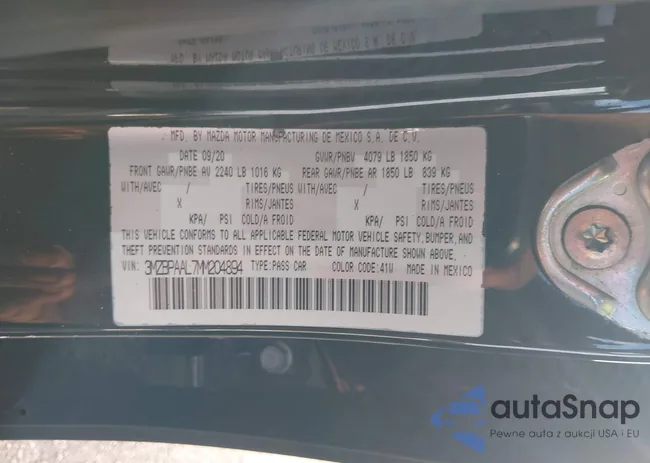 MFD. BY MAZDA MOTOR MANUFACTURING DE MEXICO S.A. DE C.V.
DATE 09/20 GVWR/PNBV 4079 LB 1850 KG
FRONT GAWR/PNBE AV 2240 LB 1016 KG REAR GAWR/PNBE AR 1850 LB 839 KG
WITH/AVEC / TIRES/PNEUS WITH/AVEC / TIRES/PNEUS
X RIMS/JANTES X RIMS/JANTES
KPA/ PSI COLD/A FROID KPA/ PSI COLD/A FROID
THIS VEHICLE CONFORMS TO ALL APPLICABLE FEDERAL MOTOR VEHICLE SAFETY, BUMPER, AND
THEFT PREVENTION STANDARDS IN EFFECT ON THE DATE OF MANUFACTURE SHOWN ABOVE.
VIN: 3MZBPAAL7MM204894 TYPE: PASS CAR COLOR CODE: 41W MADE IN MEXICO
autaSnap
Pewne auta z aukcji USA i EU